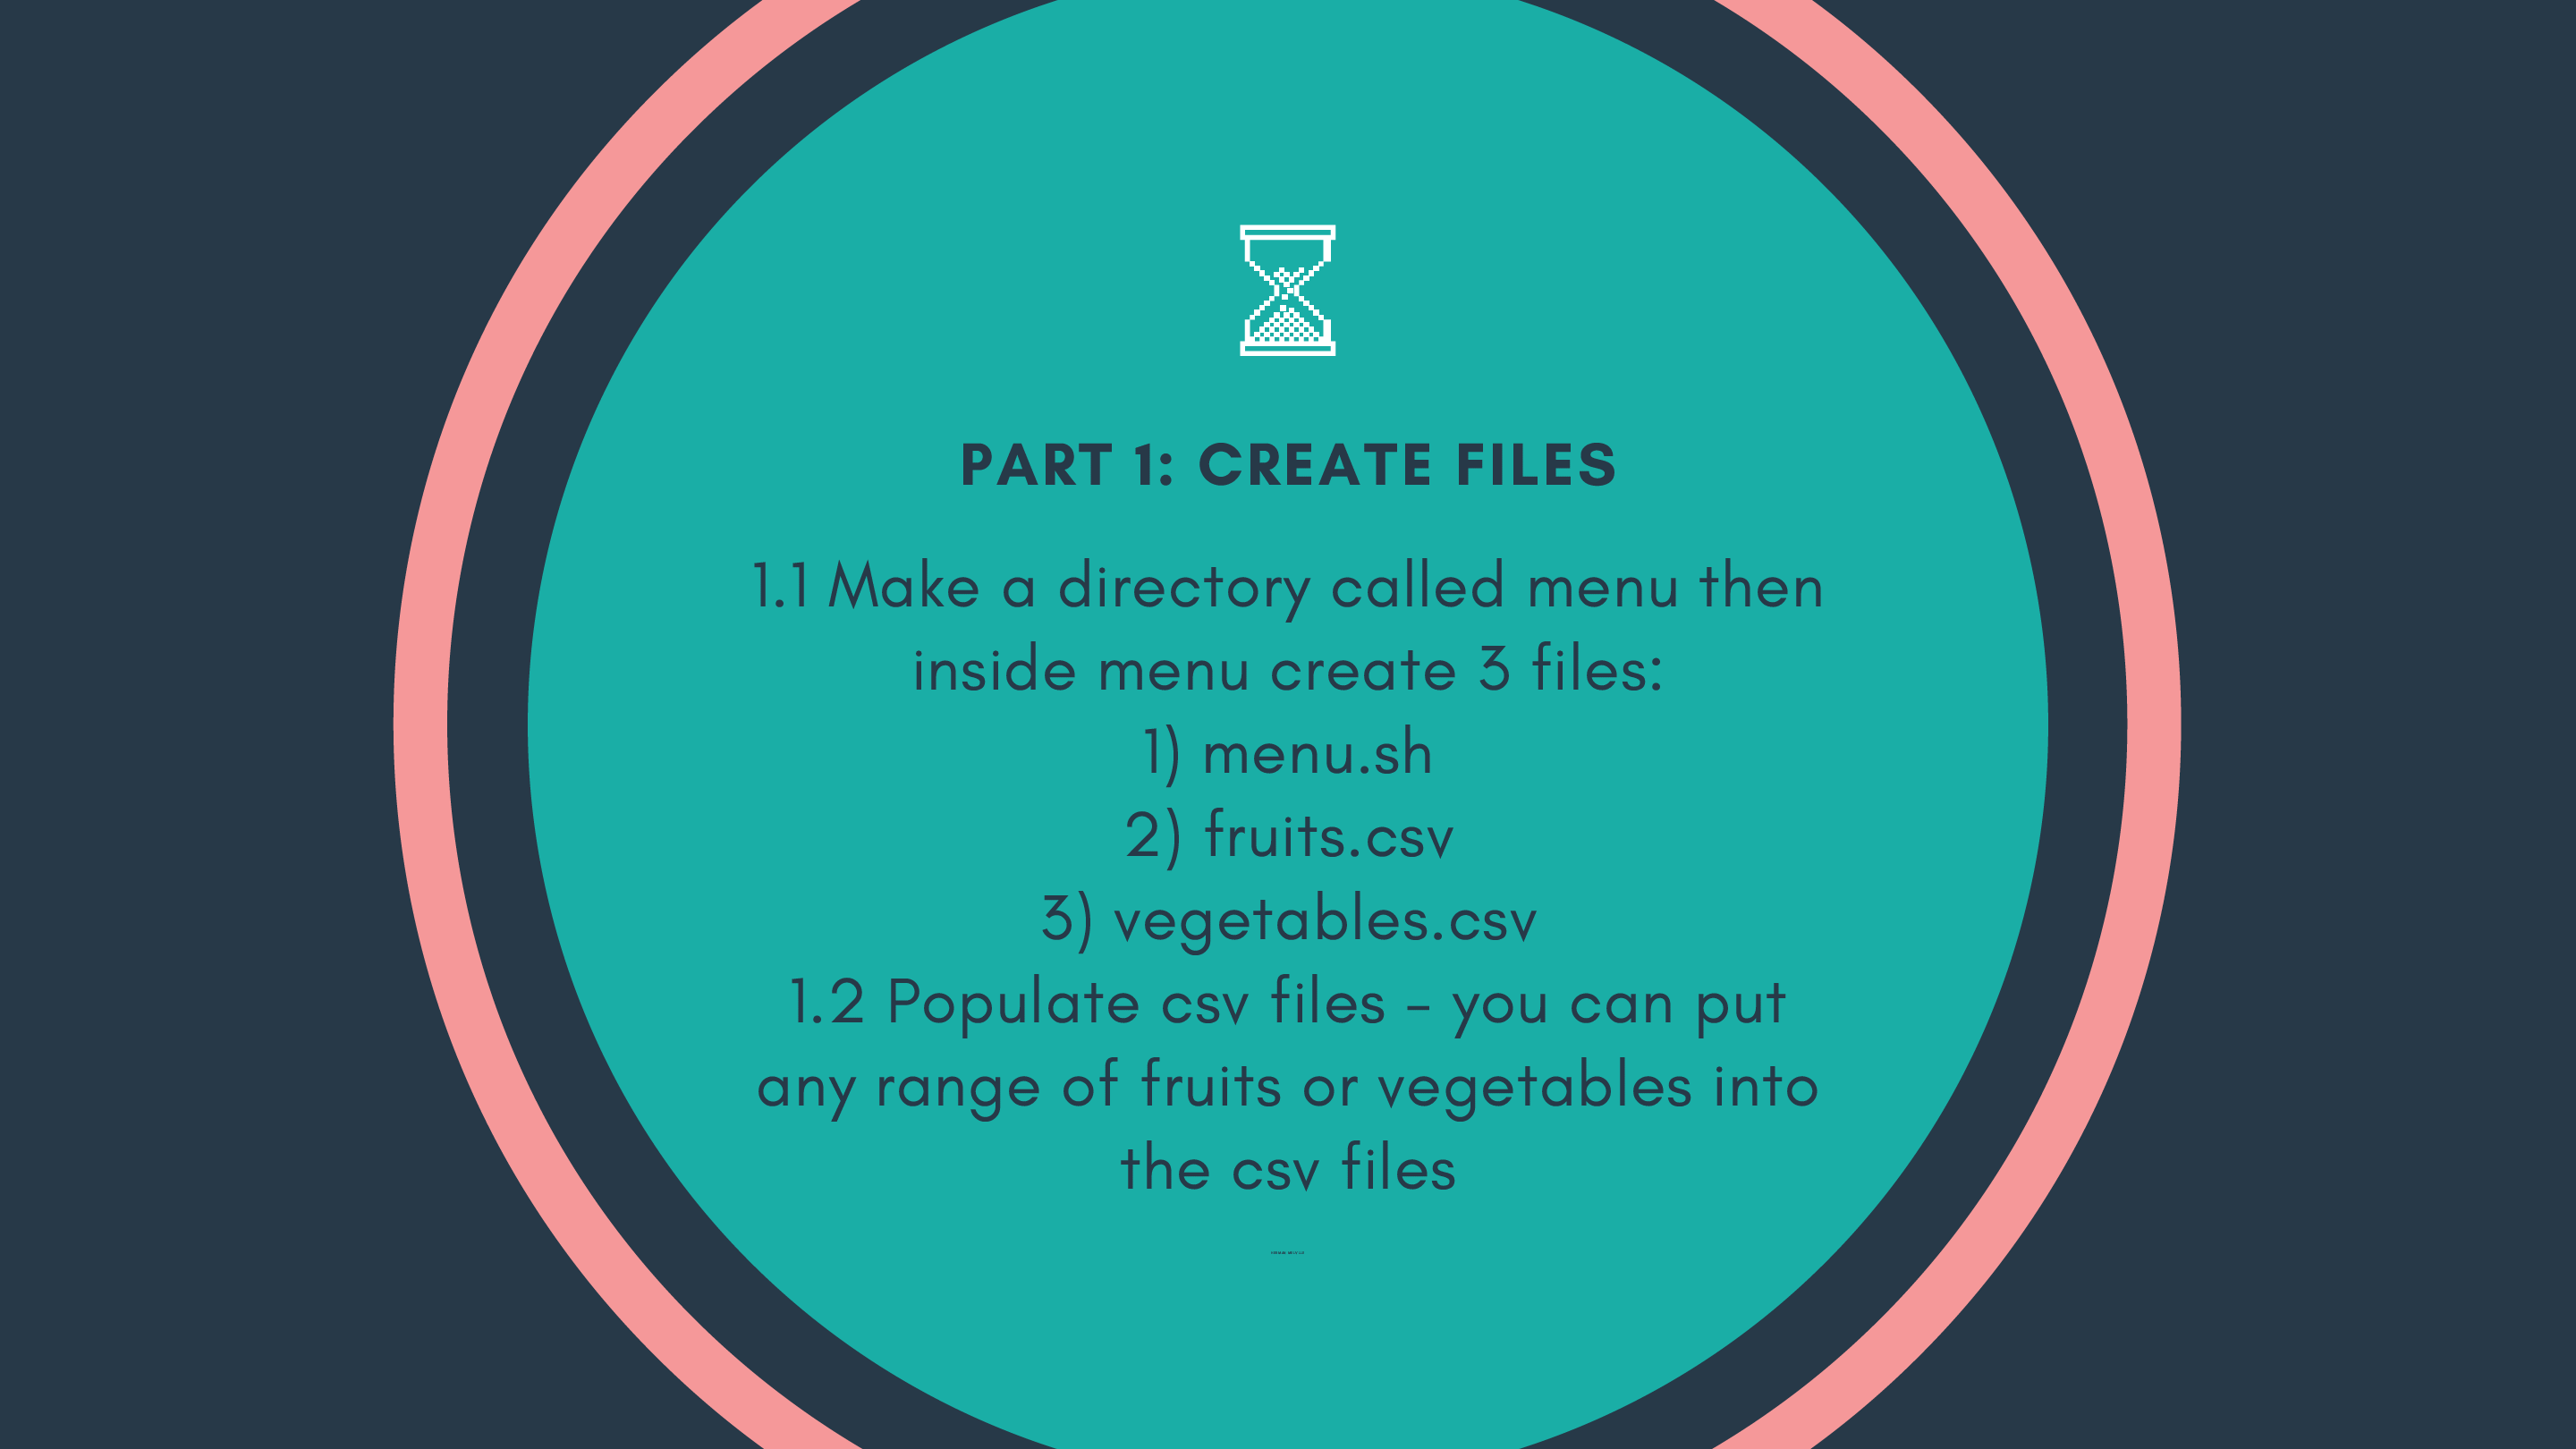 PART 1: CREATE FILES
1.1 Make a directory called menu then
inside menu create 3 files:
1) menu.sh
2) fruits.csv
3) vegetables.csv
1.2 Populate csv files - you can put
any range of fruits or vegetables into
the csv files